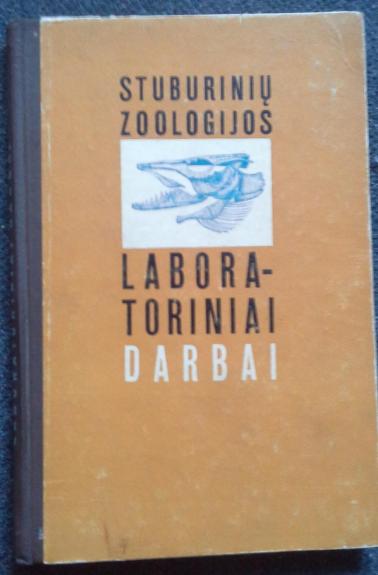 STUBURINIŲ
ZOOLOGIJOS
LABORA-
TORINIAI
DARBAI